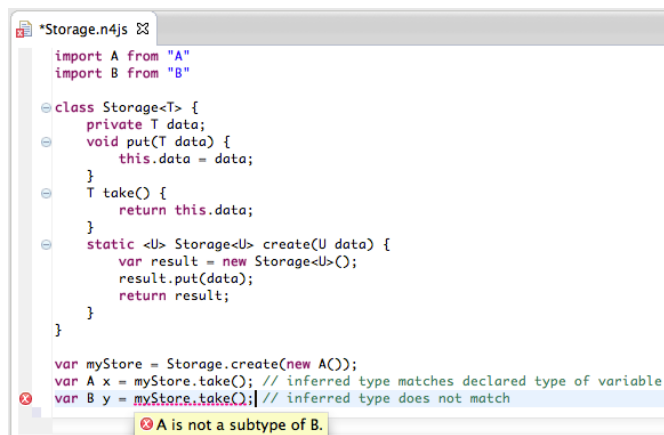 *Storage.n4js
import A from "A"
import B from "B"
class Storage<T> {
private T data;
void put(T data) {
this.data = data;
}
T take() {
return this.data;
}
static <U> Storage<U> create(U data) {
var result = new Storage<U>();
result.put(data);
return result;
}
}
var myStore = Storage.create(new A());
var A x = myStore.take(); // inferred type matches declared type of variable
var B y = myStore.take(); // inferred type does not match
A is not a subtype of B.